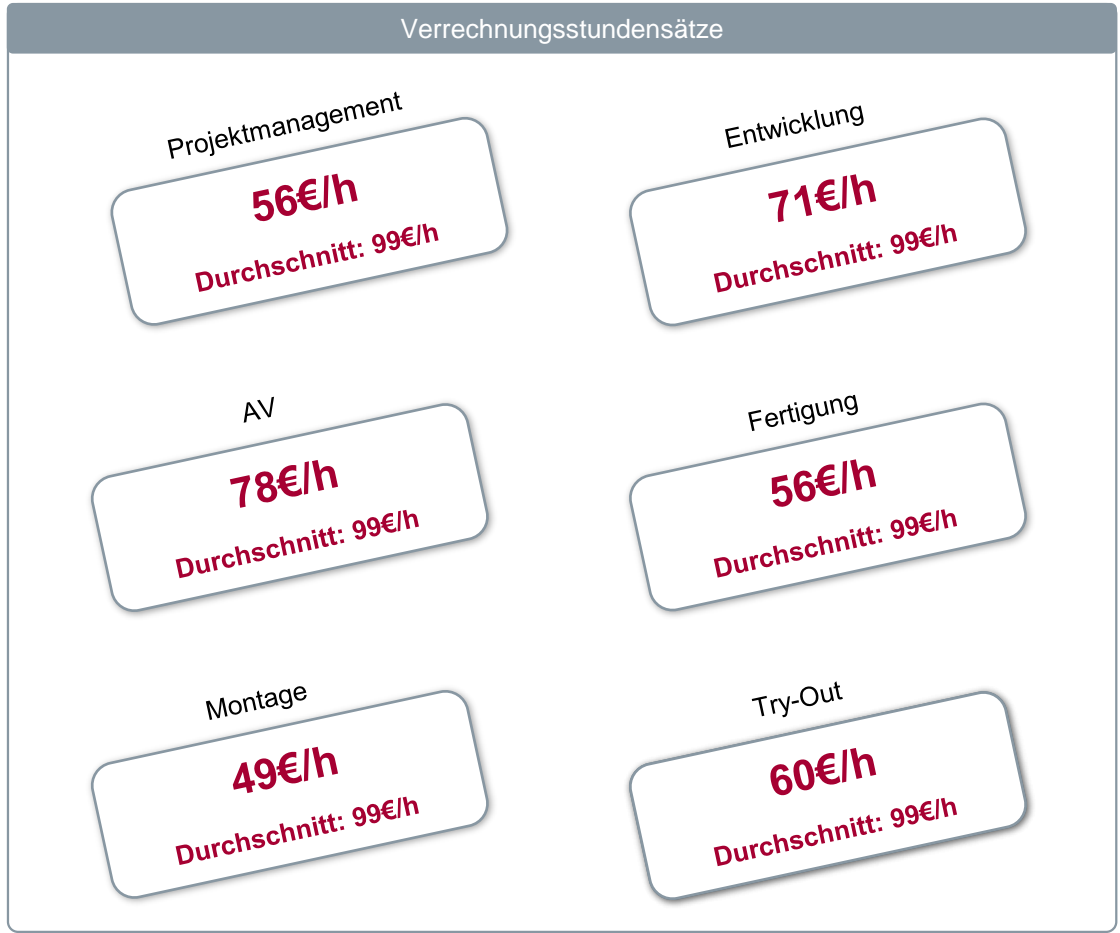 Verrechnungsstundensätze
Projektmanagement
56€/h
Durchschnitt: 99€/h
Entwicklung
71€/h
Durchschnitt: 99€/h
AV
78€/h
Durchschnitt: 99€/h
Fertigung
56€/h
Durchschnitt: 99€/h
Montage
49€/h
Durchschnitt: 99€/h
Try-Out
60€/h
Durchschnitt: 99€/h